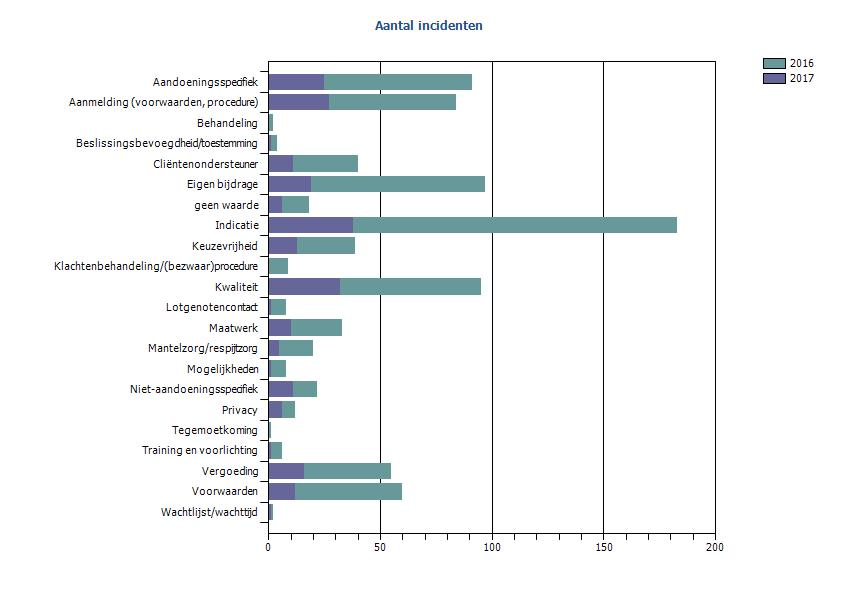 Aantal incidenten
2016
2017
Aandoeningsspecifiek
Aanmelding (voorwaarden, procedure)
Behandeling
Beslissingsbevoegdheid/toestemming
Cliëntenondersteuner
Eigen bijdrage
geen waarde
Indicatie
Keuzevrijheid
Klachtenbehandeling/(bezwaar)procedure
Kwaliteit
Lotgenotencontact
Maatwerk
Mantelzorg/respijtzorg
Mogelijkheden
Niet-aandoeningsspecifiek
Privacy
Tegemoetkoming
Training en voorlichting
Vergoeding
Voorwaarden
Wachtlijst/wachttijd
0 50 100 150 200